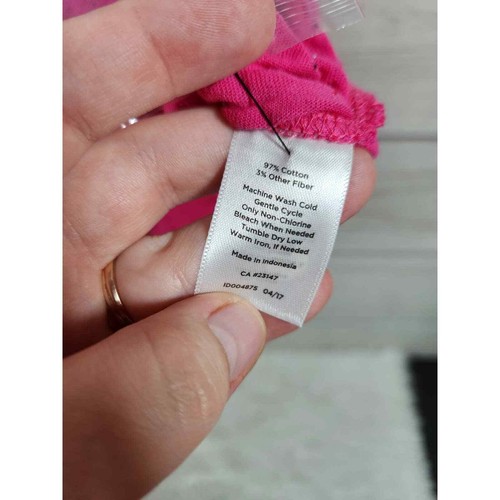 97% Cotton
3% Other Fiber
Machine Wash Cold
Gentle Cycle
Only Non-Chlorine
Bleach When Needed
Tumble Dry Low
Warm Iron, If Needed
Made in Indonesia
CA #23147
ID004875 04/17